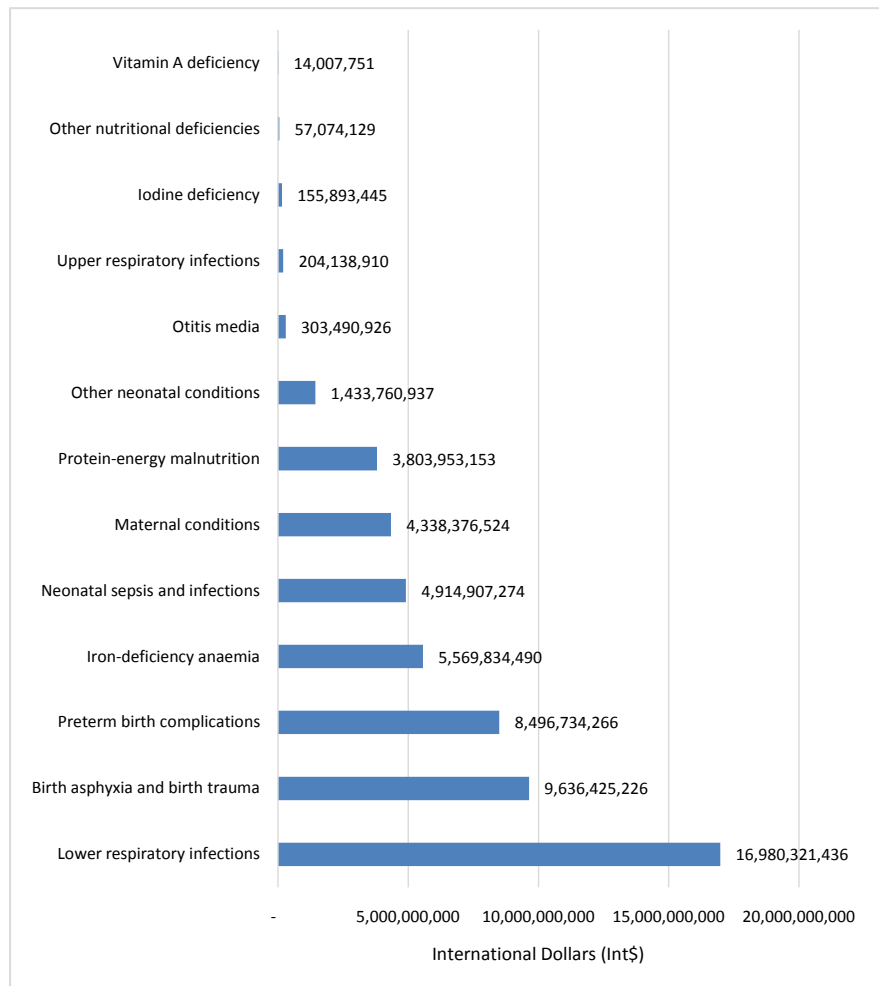 Vitamin A deficiency 14,007,751
Other nutritional deficiencies 57,074,129
Iodine deficiency 155,893,445
Upper respiratory infections 204,138,910
Otitis media 303,490,926
Other neonatal conditions 1,433,760,937
Protein-energy malnutrition 3,803,953,153
Maternal conditions 4,338,376,524
Neonatal sepsis and infections 4,914,907,274
Iron-deficiency anaemia 5,569,834,490
Preterm birth complications 8,496,734,266
Birth asphyxia and birth trauma 9,636,425,226
Lower respiratory infections 16,980,321,436
- 5,000,000,000 10,000,000,000 15,000,000,000 20,000,000,000
International Dollars (Int$)